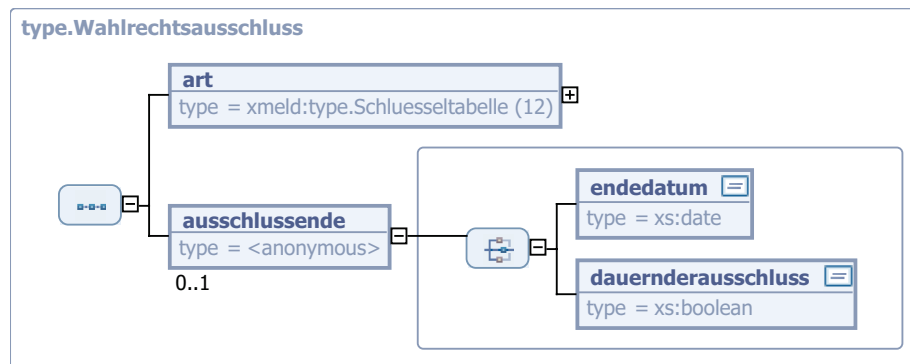 type.Wahlrechtsausschluss
art
type = xmeld:type.Schluesseltabelle (12)
ausschlussende
type = <anonymous>
0..1
endedatum
type = xs:date
dauernderausschluss
type = xs:boolean